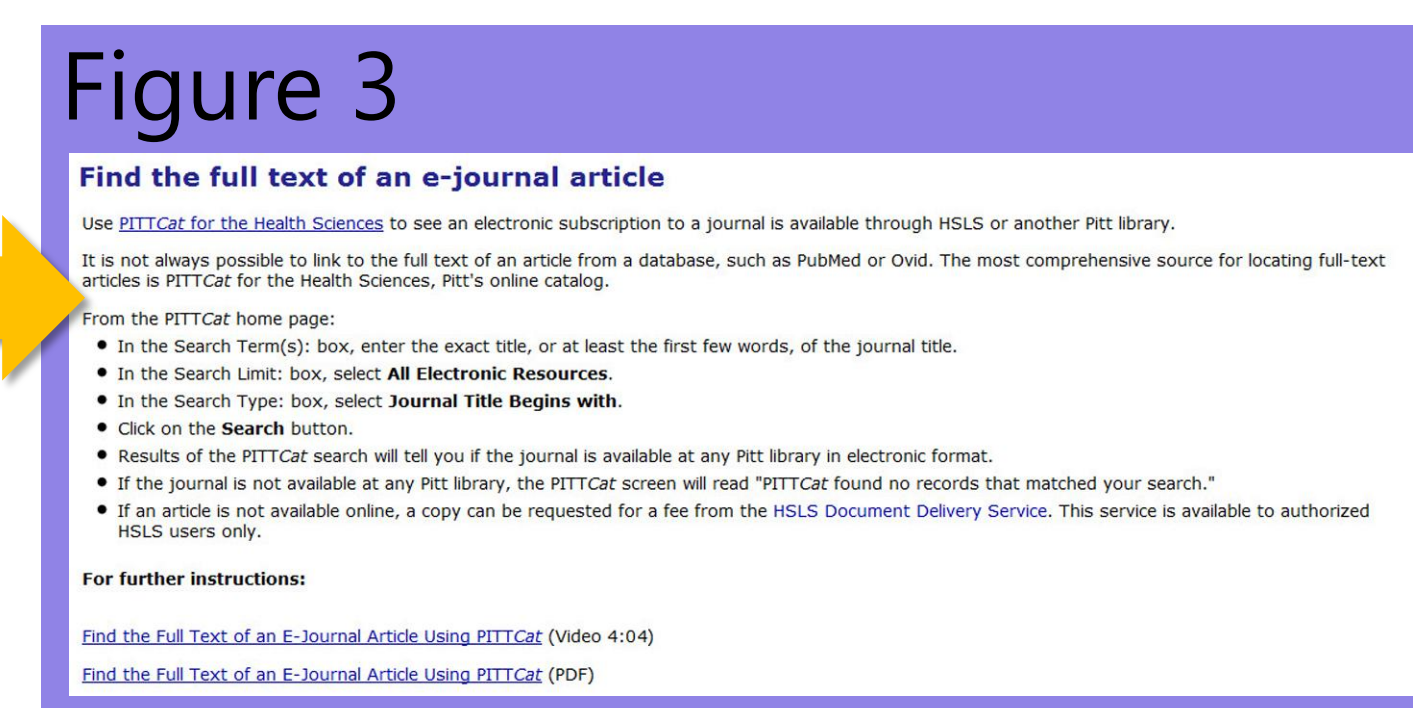 Figure 3
Find the full text of an e-journal article
Use PITTCat for the Health Sciences to see an electronic subscription to a journal is available through HSLS or another Pitt library.
It is not always possible to link to the full text of an article from a database, such as PubMed or Ovid. The most comprehensive source for locating full-text
articles is PITTCat for the Health Sciences, Pitt's online catalog.
From the PITTCat home page:
• In the Search Term(s): box, enter the exact title, or at least the first few words, of the journal title.
• In the Search Limit: box, select All Electronic Resources.
• In the Search Type: box, select Journal Title Begins with.
• Click on the Search button.
• Results of the PITTCat search will tell you if the journal is available at any Pitt library in electronic format.
• If the journal is not available at any Pitt library, the PITTCat screen will read "PITTCat found no records that matched your search."
• If an article is not available online, a copy can be requested for a fee from the HSLS Document Delivery Service. This service is available to authorized
HSLS users only.
For further instructions:
Find the Full Text of an E-Journal Article Using PITTCat (Video 4:04)
Find the Full Text of an E-Journal Article Using PITTCat (PDF)